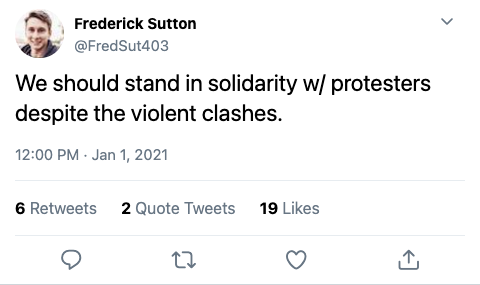 Frederick Sutton
@FredSut403
We should stand in solidarity w/ protesters
despite the violent clashes.
12:00 PM · Jan 1, 2021
6 Retweets 2 Quote Tweets 19 Likes